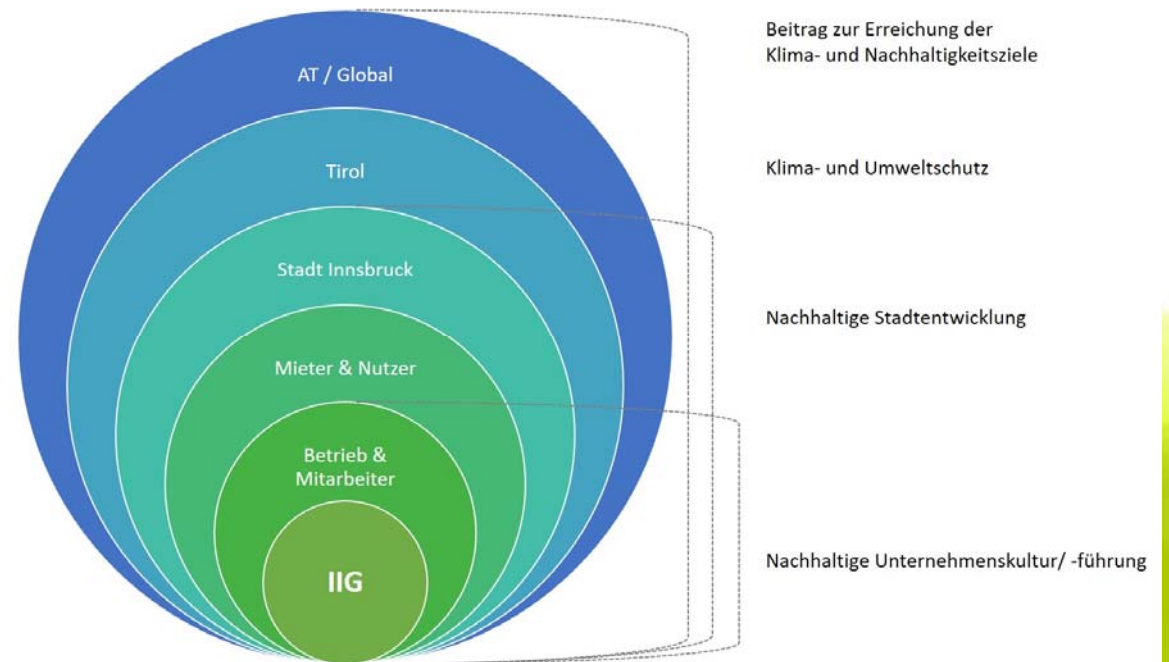 AT / Global
Tirol
Stadt Innsbruck
Mieter & Nutzer
Betrieb &
Mitarbeiter
IIG
Beitrag zur Erreichung der
Klima- und Nachhaltigkeitsziele
Klima- und Umweltschutz
Nachhaltige Stadtentwicklung
Nachhaltige Unternehmenskultur/ -führung